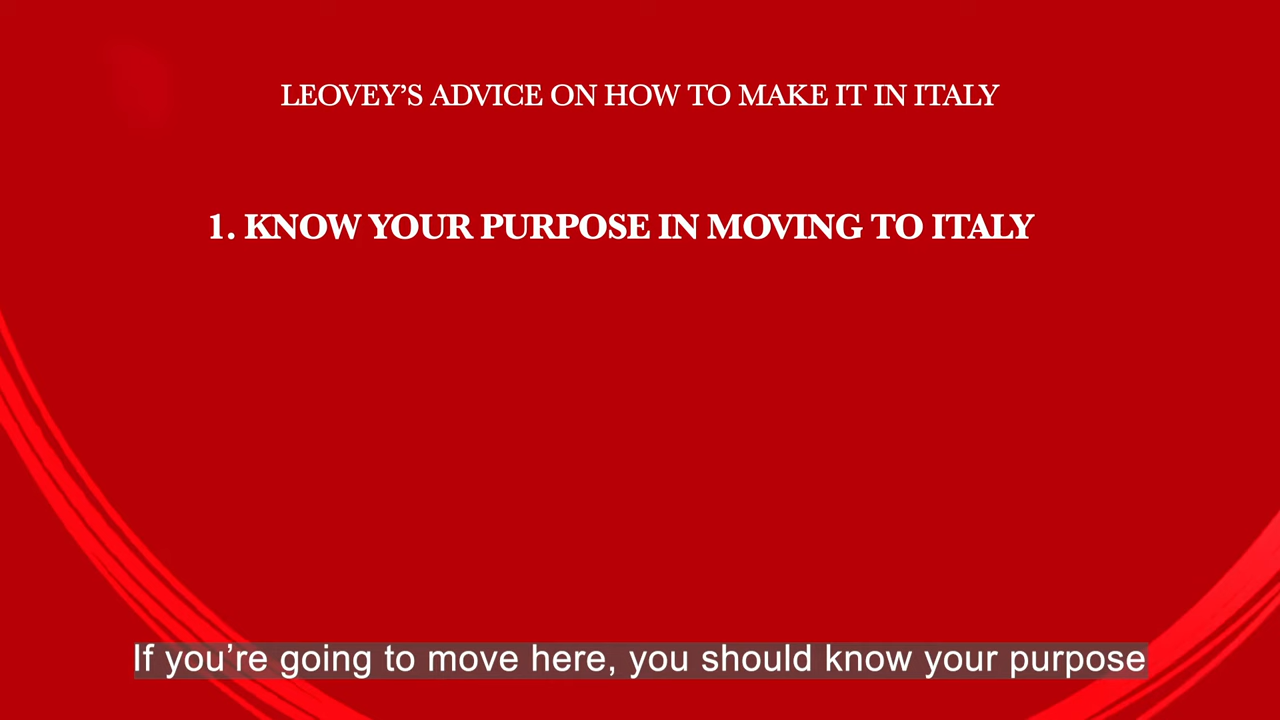 LEOVEY’S ADVICE ON HOW TO MAKE IT IN ITALY
1. KNOW YOUR PURPOSE IN MOVING TO ITALY
If you’re going to move here, you should know your purpose